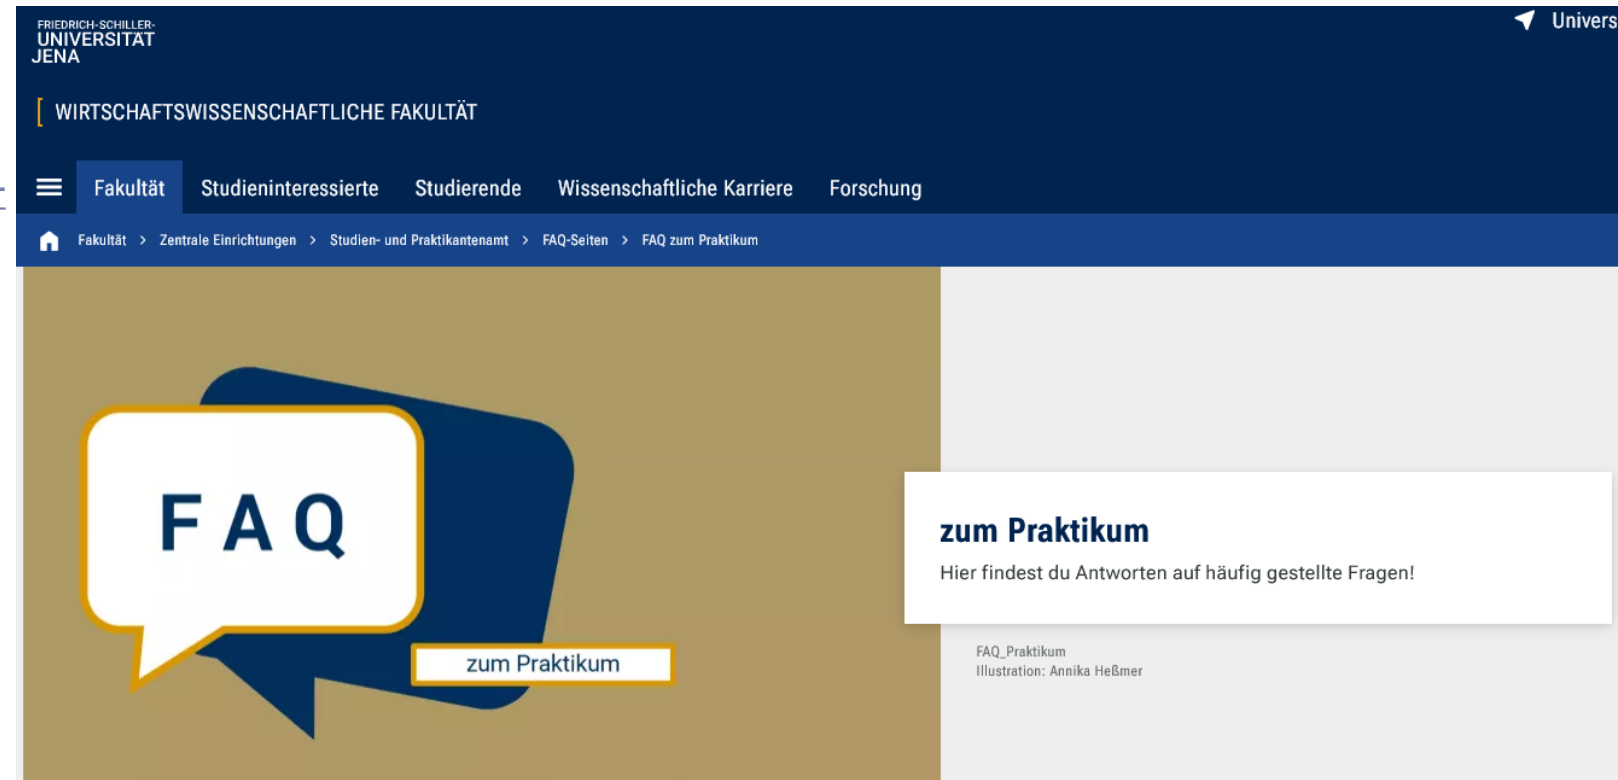 FRIEDRICH-SCHILLER-
UNIVERSITÄT
JENA
Univers
WIRTSCHAFTSWISSENSCHAFTLICHE FAKULTÄT
Fakultät Studieninteressierte Studierende Wissenschaftliche Karriere Forschung
Fakultät > Zentrale Einrichtungen > Studien- und Praktikantenamt > FAQ-Seiten > FAQ zum Praktikum
FAQ
zum Praktikum
zum Praktikum
Hier findest du Antworten auf häufig gestellte Fragen!
FAQ_Praktikum
Illustration: Annika Heßmer